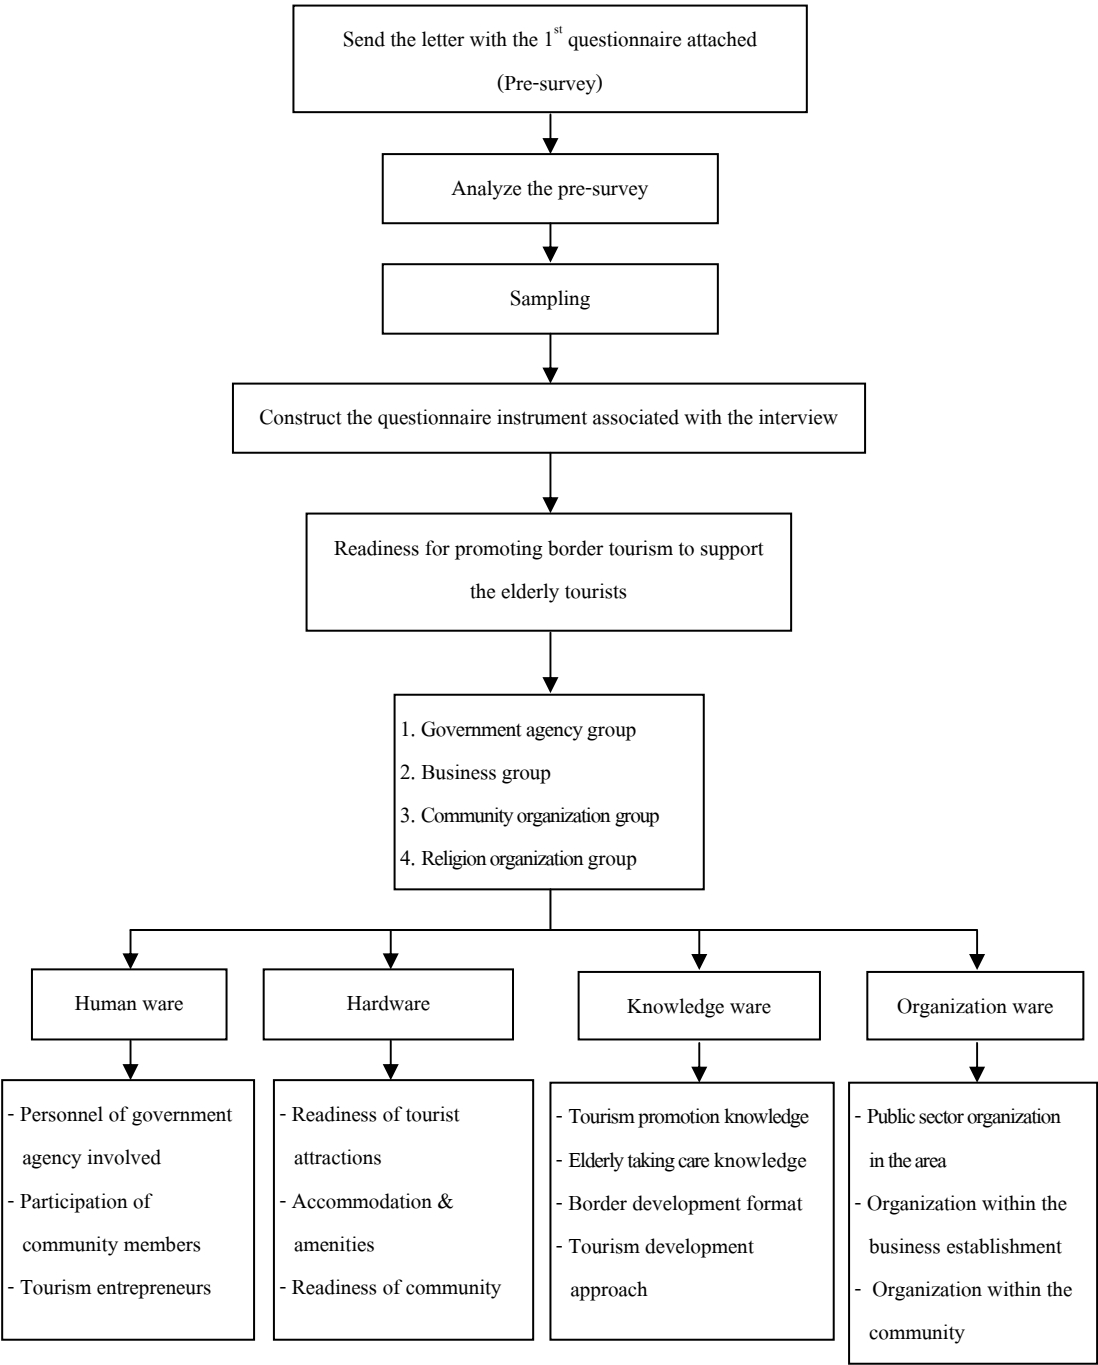 Send the letter with the 1st questionnaire attached
(Pre-survey)
Analyze the pre-survey
Sampling
Construct the questionnaire instrument associated with the interview
Readiness for promoting border tourism to support
the elderly tourists
1. Government agency group
2. Business group
3. Community organization group
4. Religion organization group
Human ware
Hardware
Knowledge ware
Organization ware
- Personnel of government
agency involved
- Participation of
community members
- Tourism entrepreneurs
- Readiness of tourist
attractions
- Accommodation &
amenities
- Readiness of community
- Tourism promotion knowledge
- Elderly taking care knowledge
- Border development format
- Tourism development
approach
- Public sector organization
in the area
- Organization within the
business establishment
- Organization within the
community